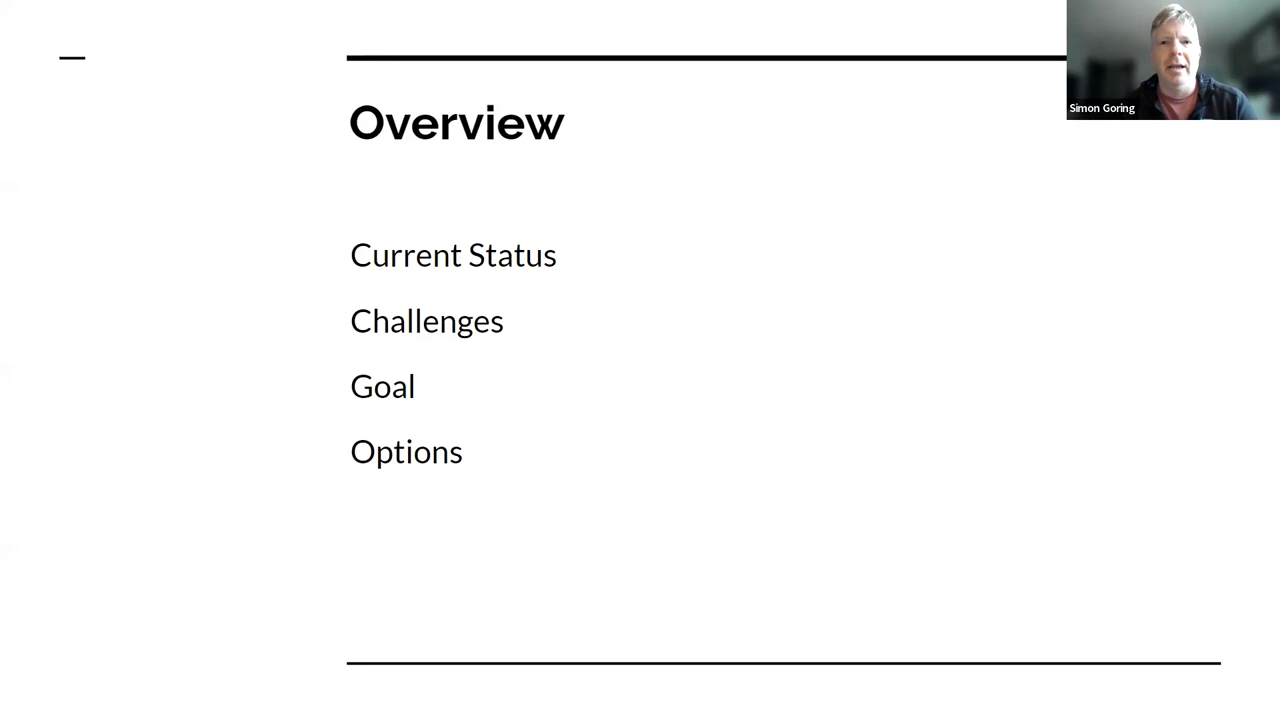 Overview
Simon Goring
Current Status
Challenges
Goal
Options